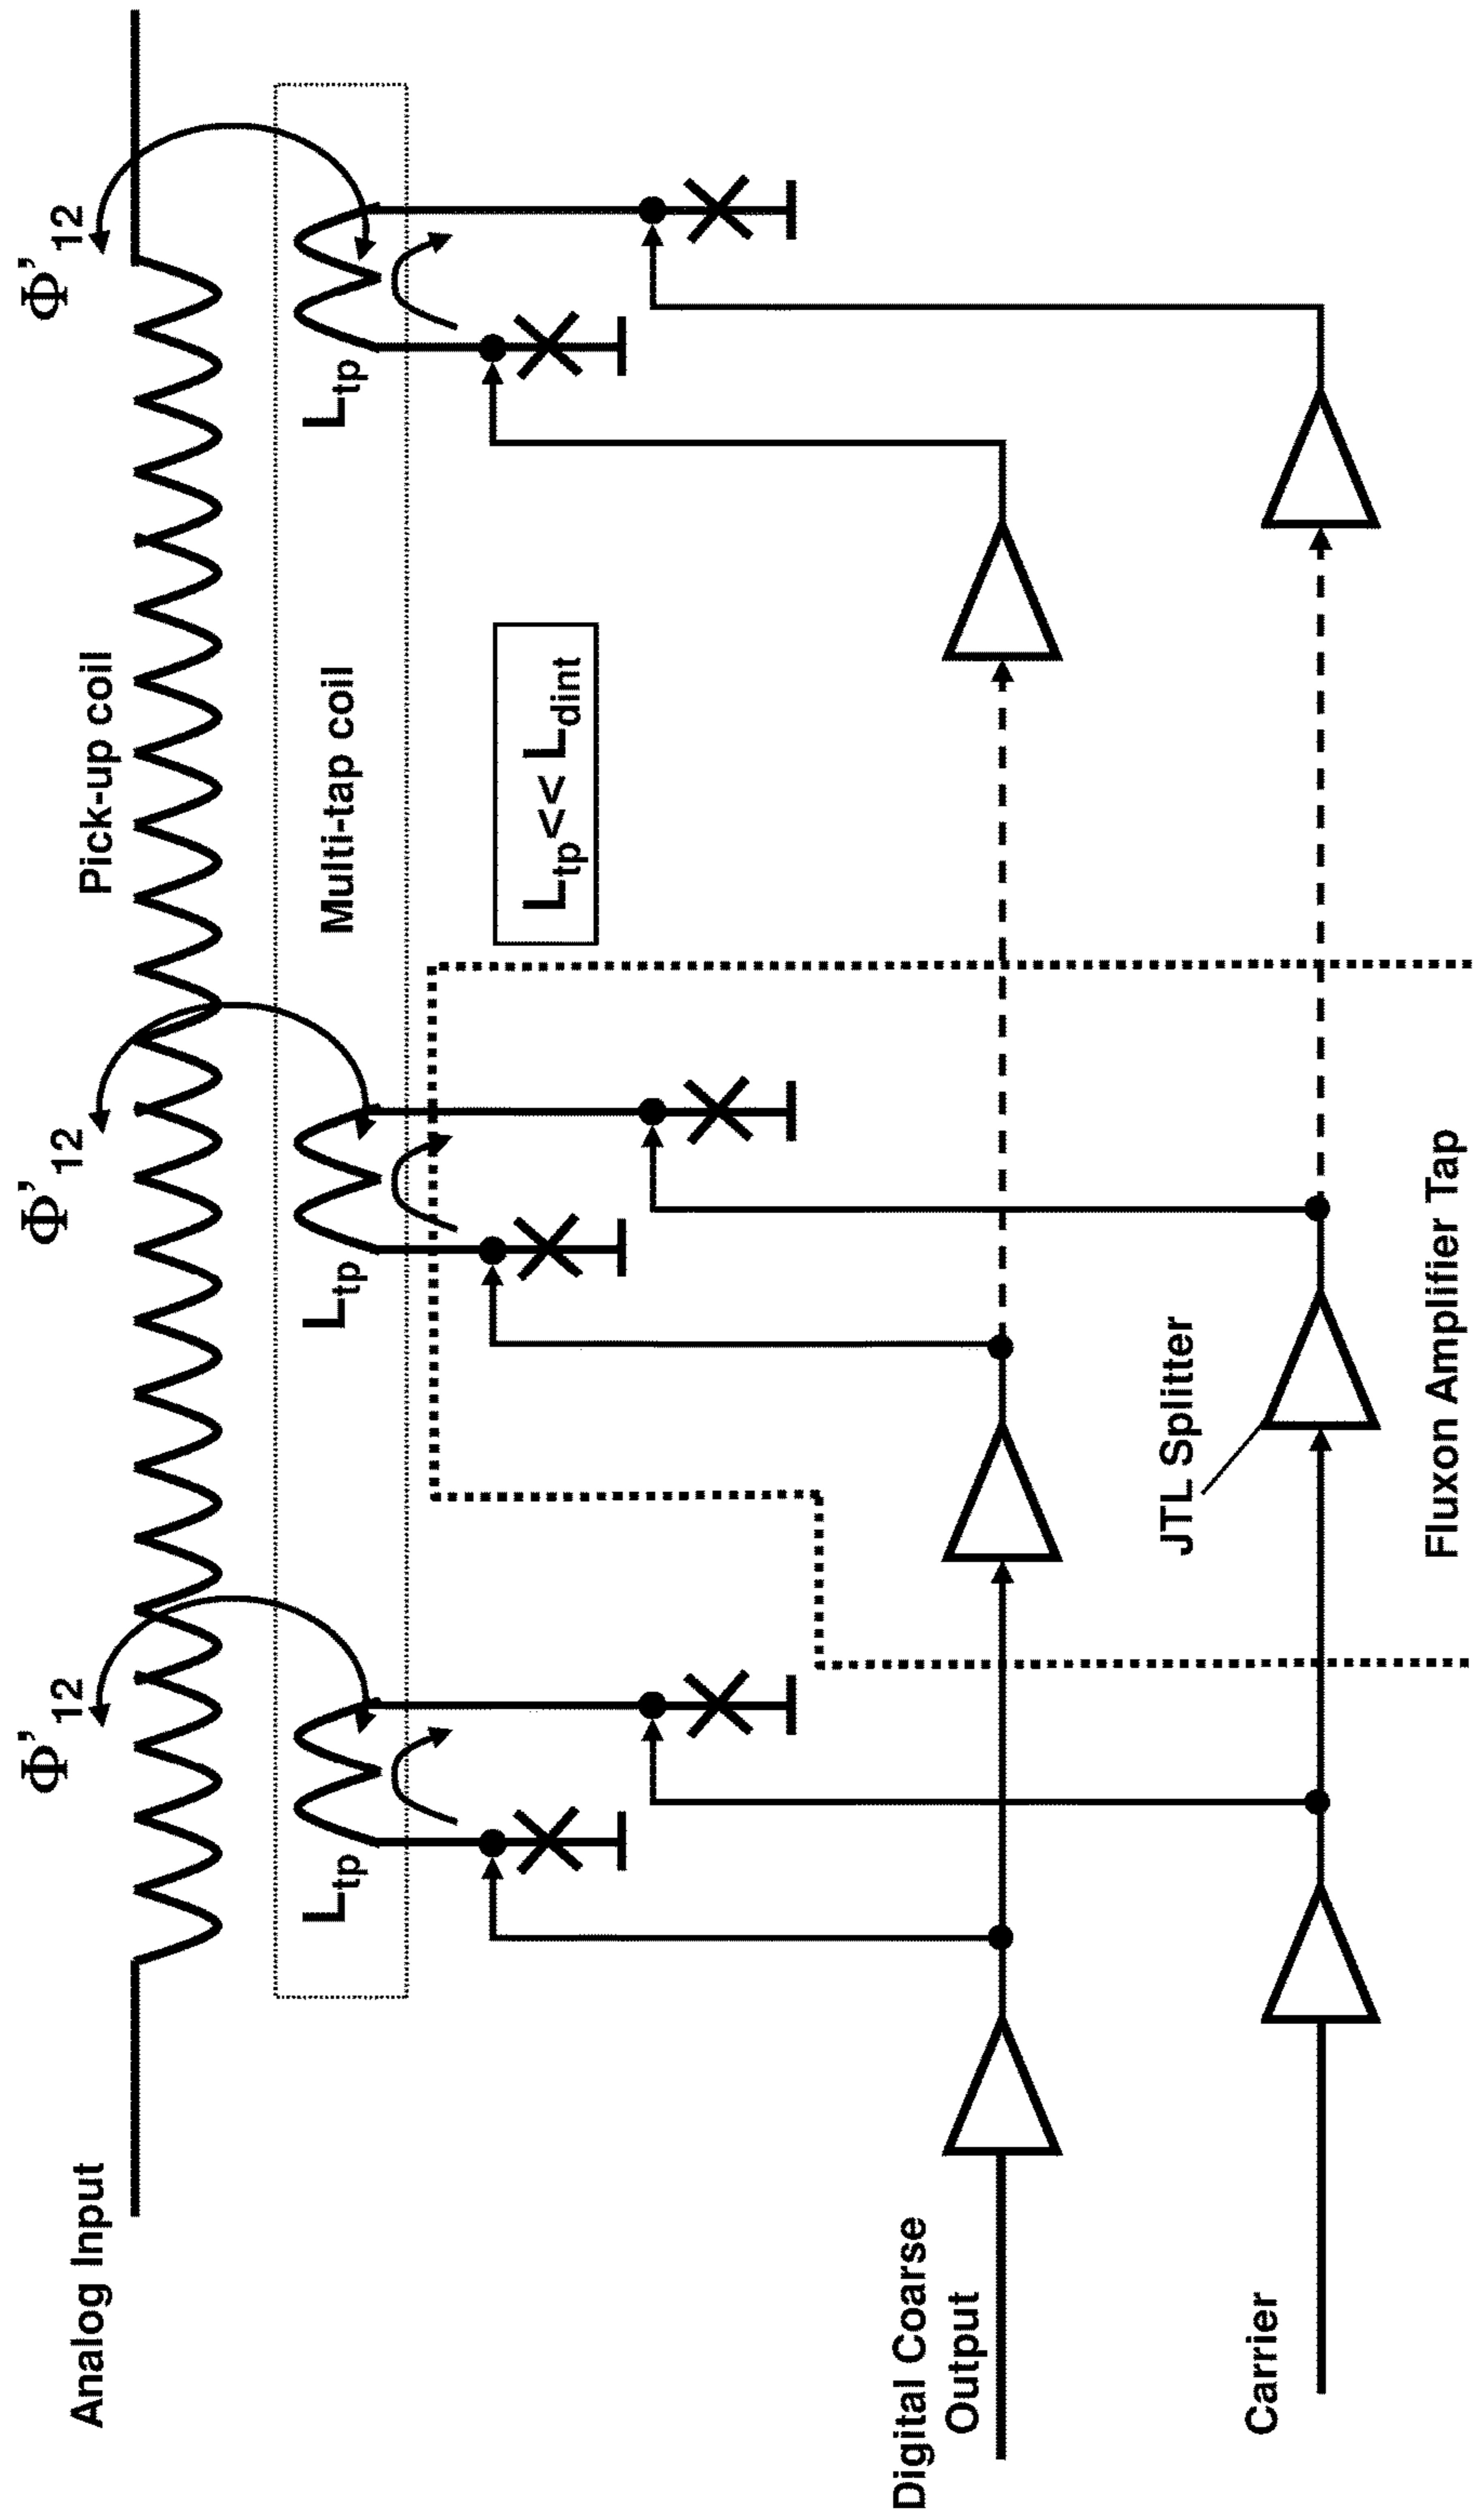 Analog Input
Φ’12
Φ’12
Φ’12
Pick-up coil
Multi-tap coil
Ltp
Ltp
Ltp
Ltp << Ldint
Digital Coarse
Output
JTL Splitter
Carrier
Fluxon Amplifier Tap